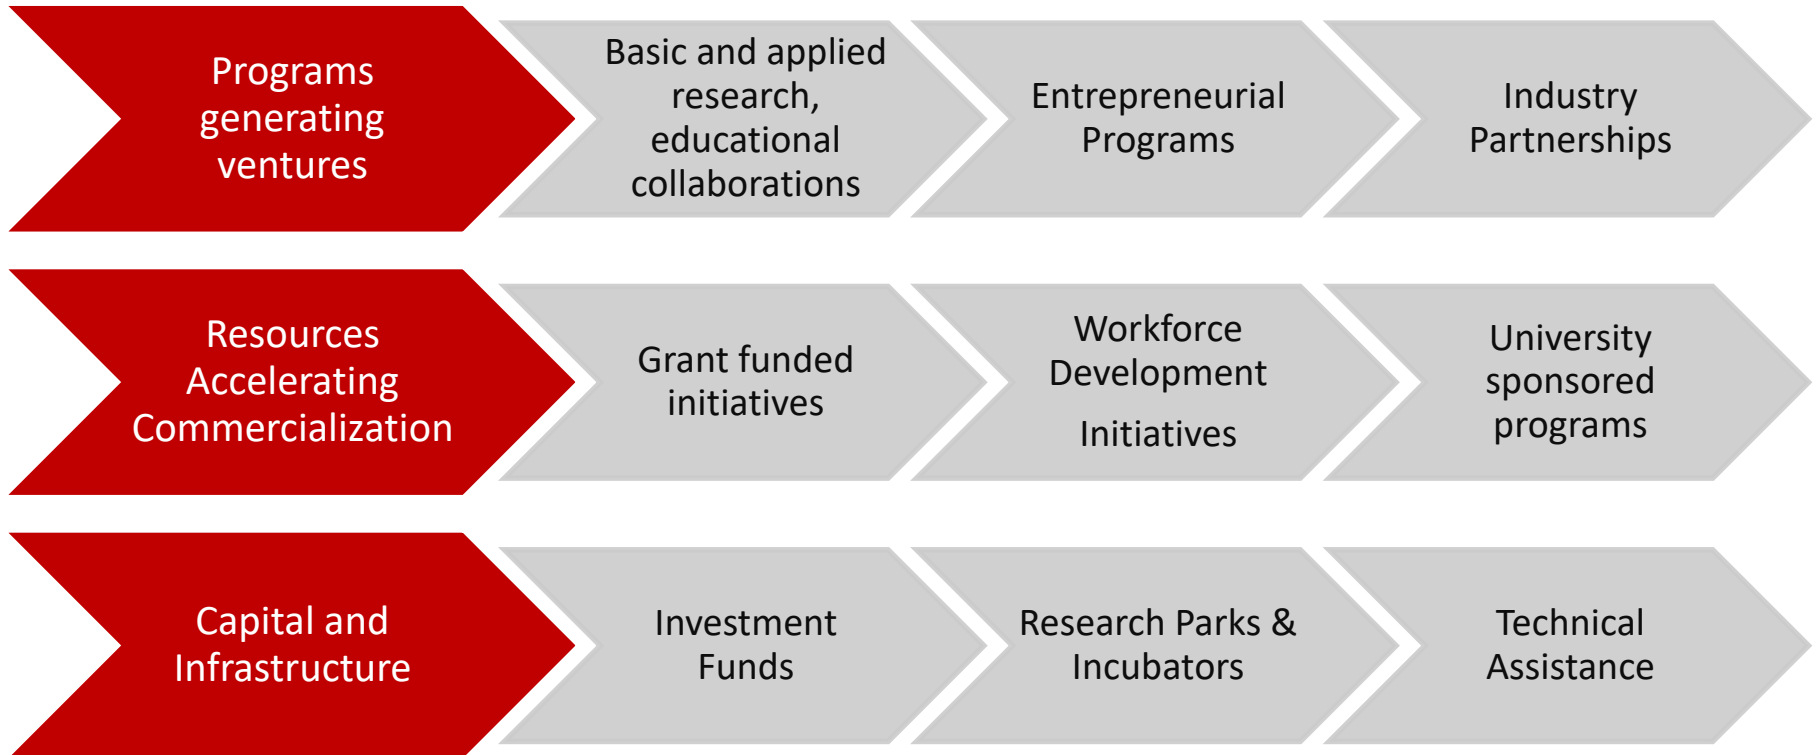 Programs
generating
ventures
Basic and applied
research,
educational
collaborations
Entrepreneurial
Programs
Industry
Partnerships
Resources
Accelerating
Commercialization
Grant funded
initiatives
Workforce
Development
Initiatives
University
sponsored
programs
Capital and
Infrastructure
Investment
Funds
Research Parks &
Incubators
Technical
Assistance